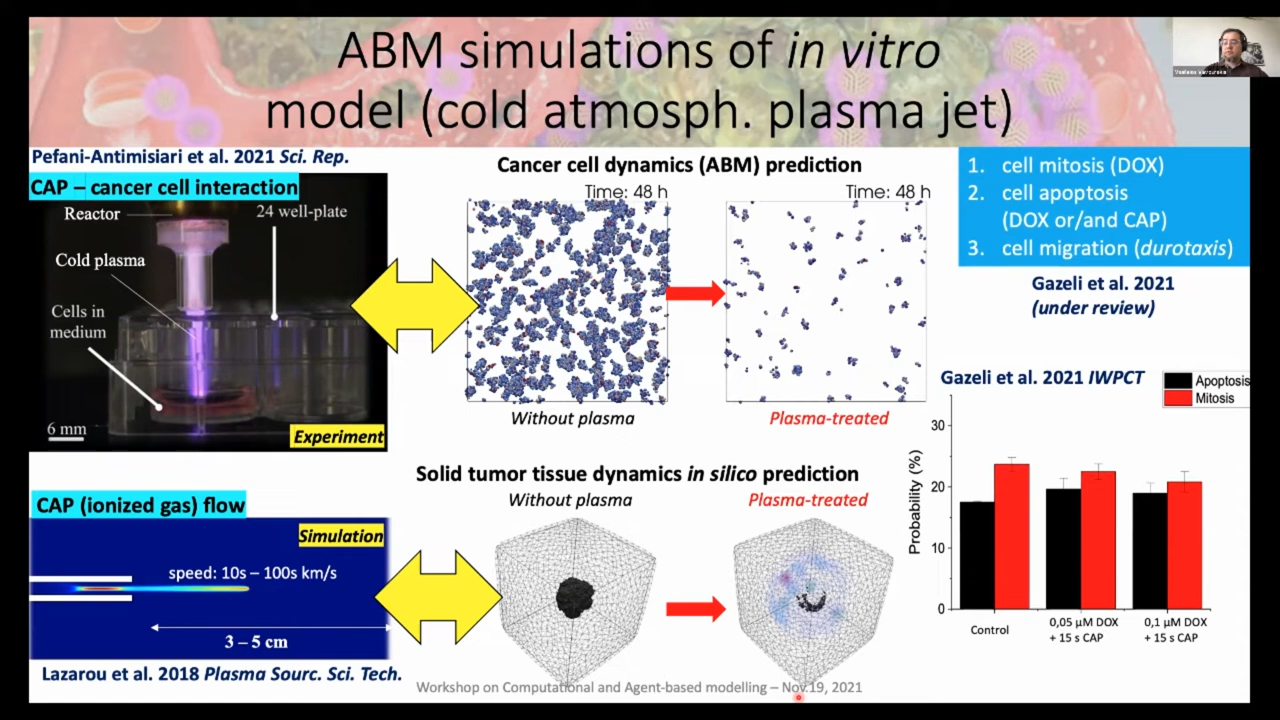 ABM simulations of in vitro
model (cold atmosph. plasma jet)
Pefani-Antimisiari et al. 2021 Sci. Rep.
CAP – cancer cell interaction
Reactor
24 well-plate
Cold plasma
Cells in
medium
6 mm
Experiment
Cancer cell dynamics (ABM) prediction
Time: 48 h
Time: 48 h
Without plasma
Plasma-treated
1. cell mitosis (DOX)
2. cell apoptosis
(DOX or/and CAP)
3. cell migration (durotaxis)
Gazeli et al. 2021
(under review)
Gazeli et al. 2021 IWPCT
Apoptosis
Mitosis
Probability (%)
30
20
10
0
Control
0,05 µM DOX
+ 15 s CAP
0,1 µM DOX
+ 15 s CAP
Solid tumor tissue dynamics in silico prediction
Without plasma
Plasma-treated
CAP (ionized gas) flow
Simulation
speed: 10s – 100s km/s
3 – 5 cm
Lazarou et al. 2018 Plasma Sourc. Sci. Tech.
Workshop on Computational and Agent-based modelling – Nov.19, 2021